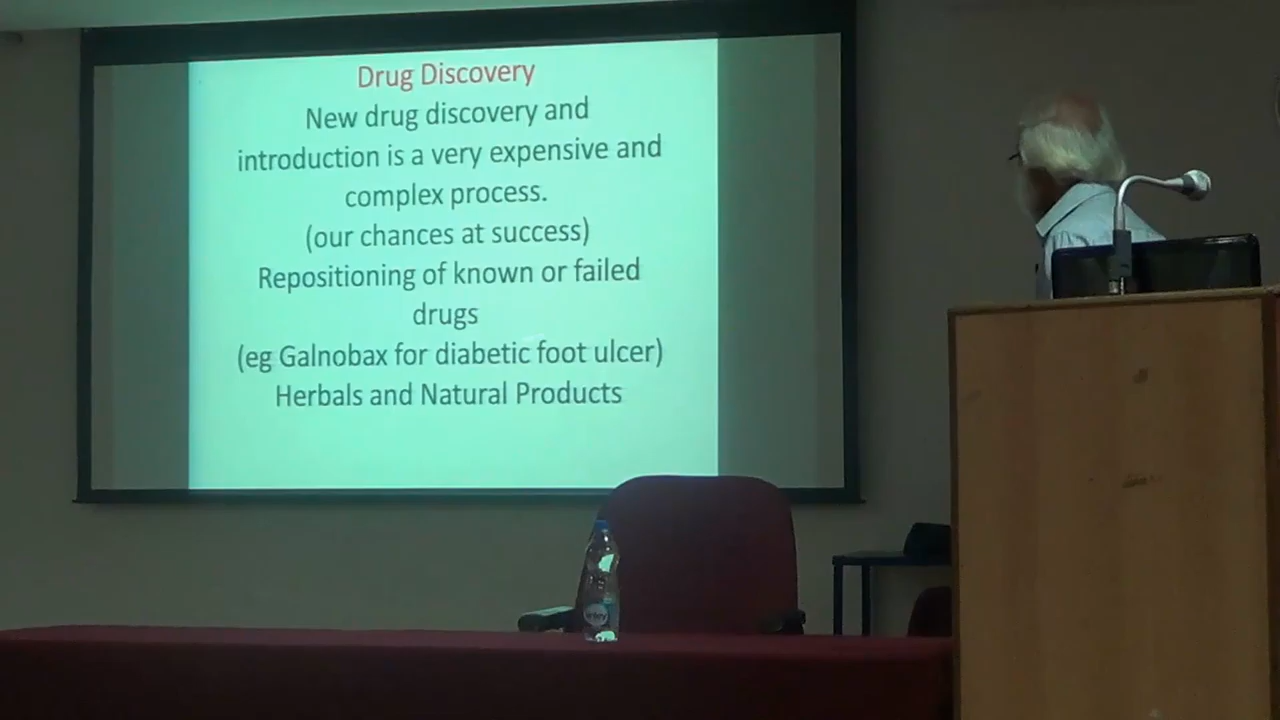 Drug Discovery
New drug discovery and
introduction is a very expensive and
complex process.
(our chances at success)
Repositioning of known or failed
drugs
(eg Galnobax for diabetic foot ulcer)
Herbals and Natural Products